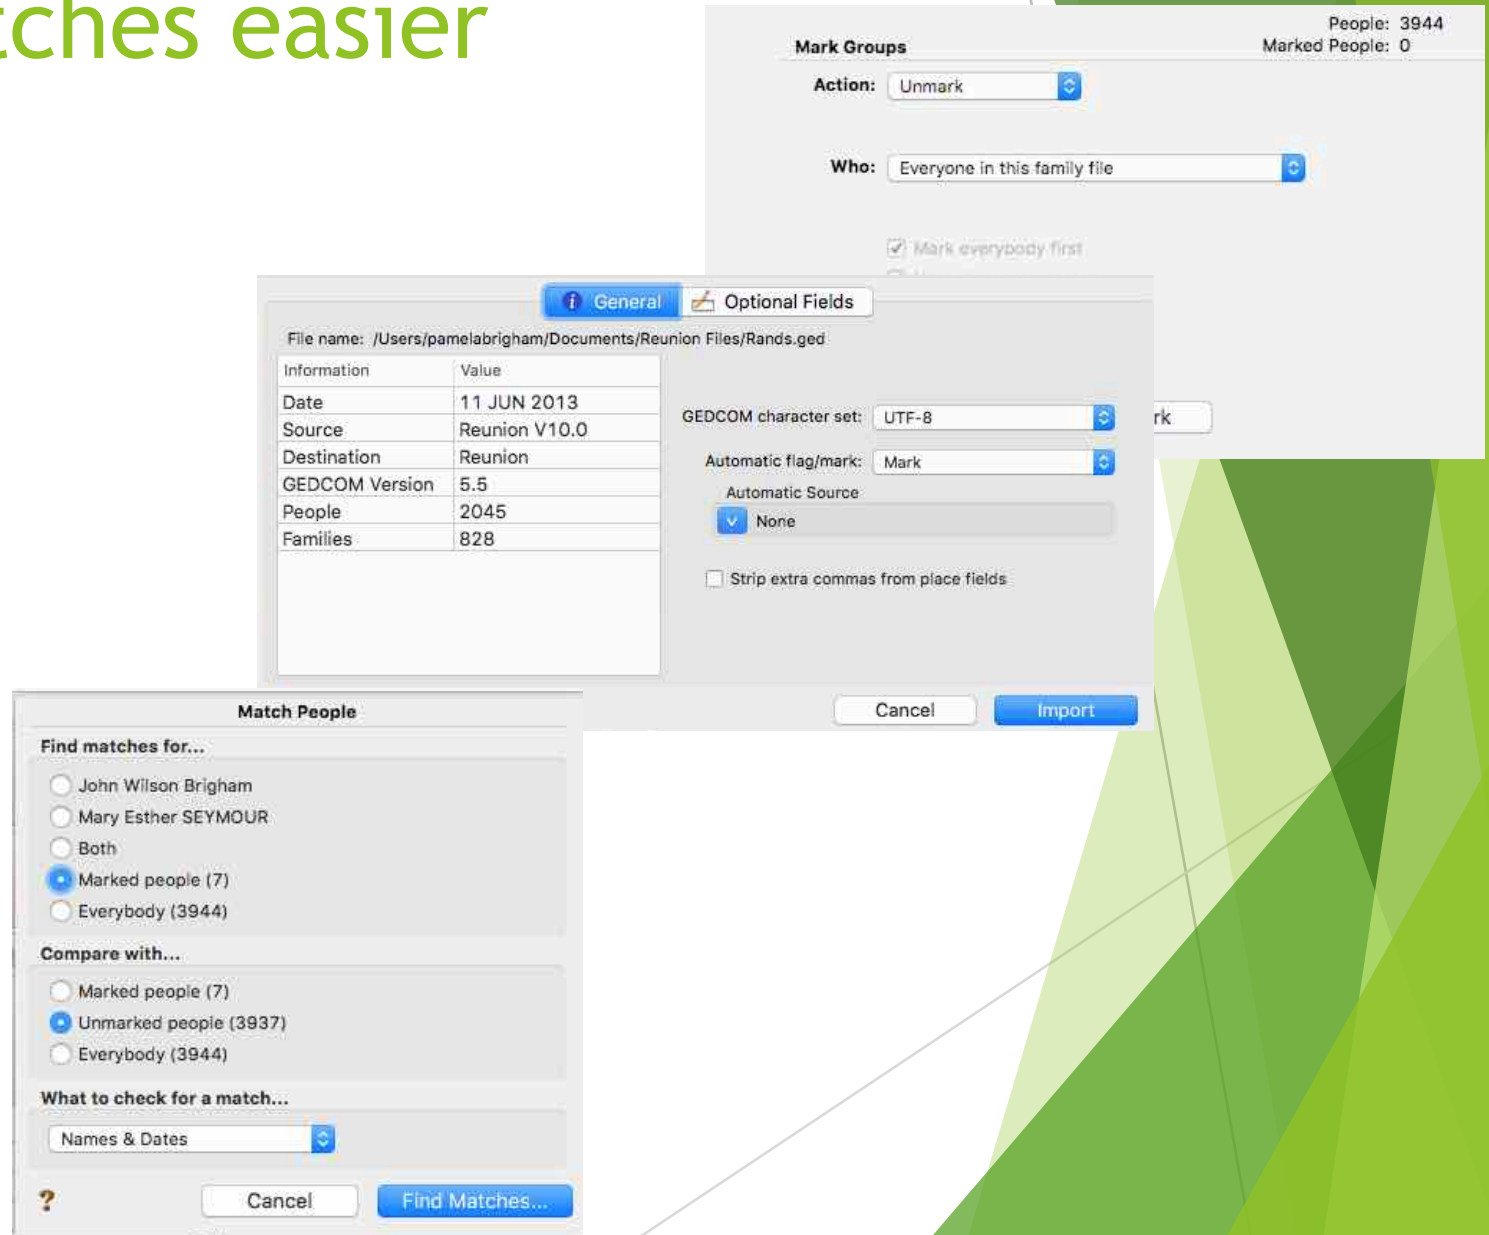 tches easier
People: 3944
Marked People: 0
Mark Groups
Action: Unmark
Who: Everyone in this family file
Mark everybody first
rk
General Optional Fields
File name: /Users/pamelabrigham/Documents/Reunion Files/Rands.ged
Information Value
Date 11 JUN 2013
Source Reunion V10.0
Destination Reunion
GEDCOM Version 5.5
People 2045
Families 828
GEDCOM character set: UTF-8
Automatic flag/mark: Mark
Automatic Source
None
Strip extra commas from place fields
Cancel Import
Match People
Find matches for...
John Wilson Brigham
Mary Esther SEYMOUR
Both
Marked people (7)
Everybody (3944)
Compare with...
Marked people (7)
Unmarked people (3937)
Everybody (3944)
What to check for a match...
Names & Dates
? Cancel Find Matches...